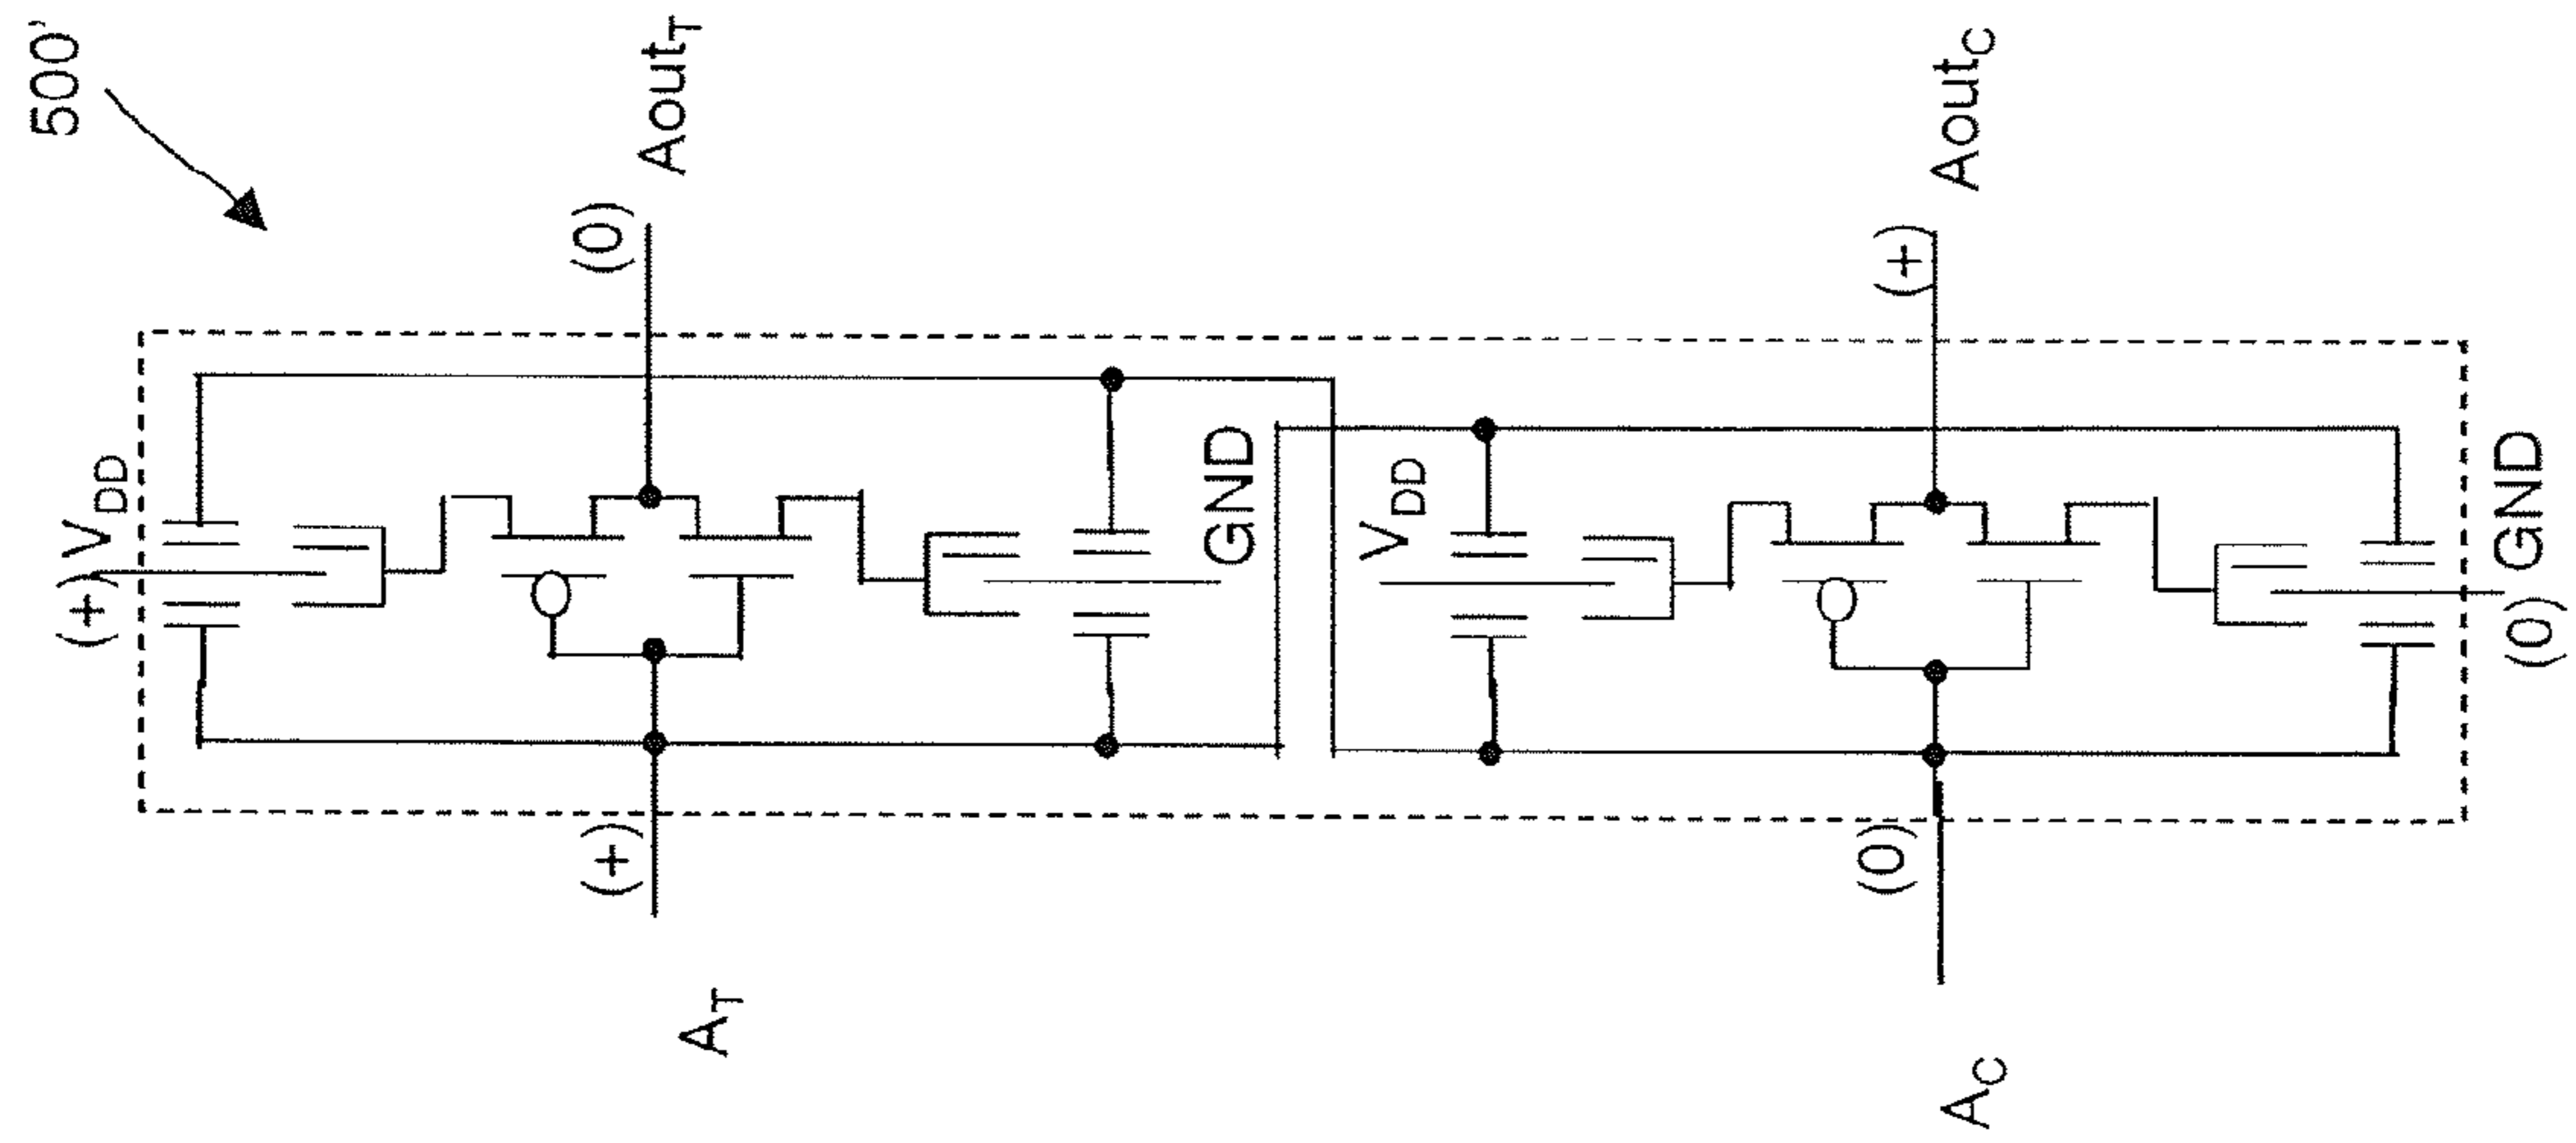 500'
A_T
(+)
(+) V_DD
GND
(0)
Aout_T
A_C
(0)
V_DD
(0) GND
(+)
Aout_C